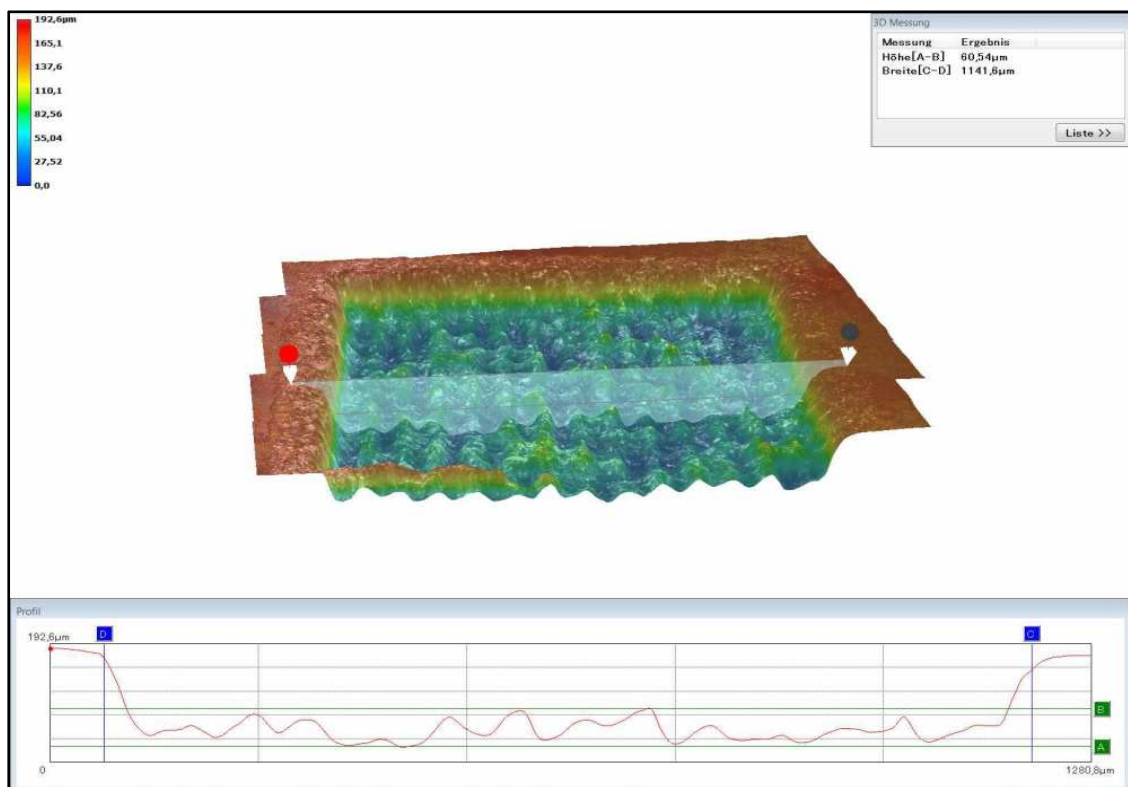 192,6µm
165,1
137,6
110,1
82,56
55,04
27,52
0,0
3D Messung
Messung Ergebnis
Höhe[A-B] 60,54µm
Breite[C-D] 1141,6µm
Liste >>
Profil
192,6µm
D
C
B
A
0
1280,8µm